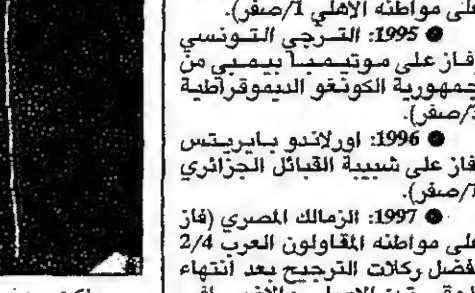 على مواطنه الأهلي 1/صفر).
● 1995: الترجي التونسي
فاز على موتيمبا بيمبي من
جمهورية الكونغو الديموقراطية
3/صفر).
● 1996: اورلاندو بايريتس
فاز على شبيبة القبائل الجزائري
1/صفر).
● 1997: الزمالك المصري (فاز
على مواطنه المقاولون العرب 2/4
بفضل ركلات الترجيح بعد انتهاء